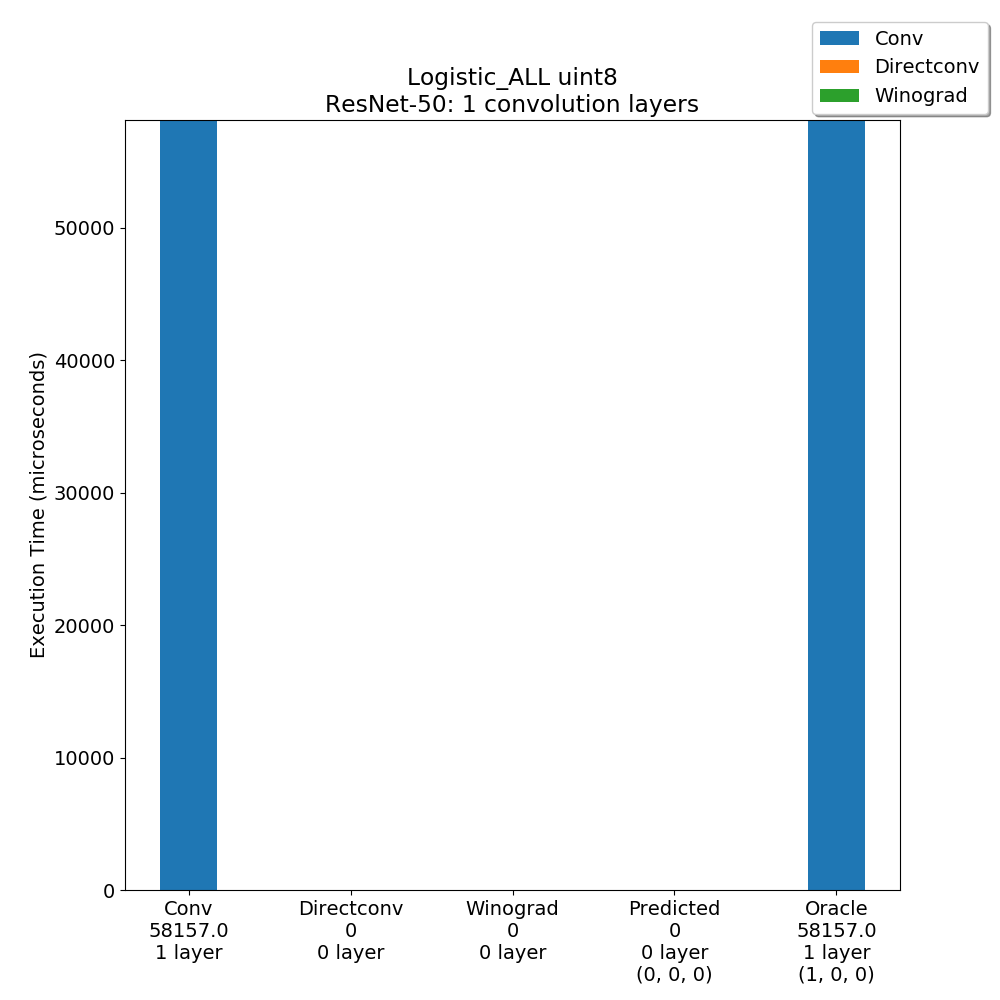 Conv
Directconv
Winograd
Logistic_ALL uint8
ResNet-50: 1 convolution layers
Execution Time (microseconds)
50000
40000
30000
20000
10000
0
Conv
58157.0
1 layer
Directconv
0
0 layer
Winograd
0
0 layer
Predicted
0
0 layer
(0, 0, 0)
Oracle
58157.0
1 layer
(1, 0, 0)